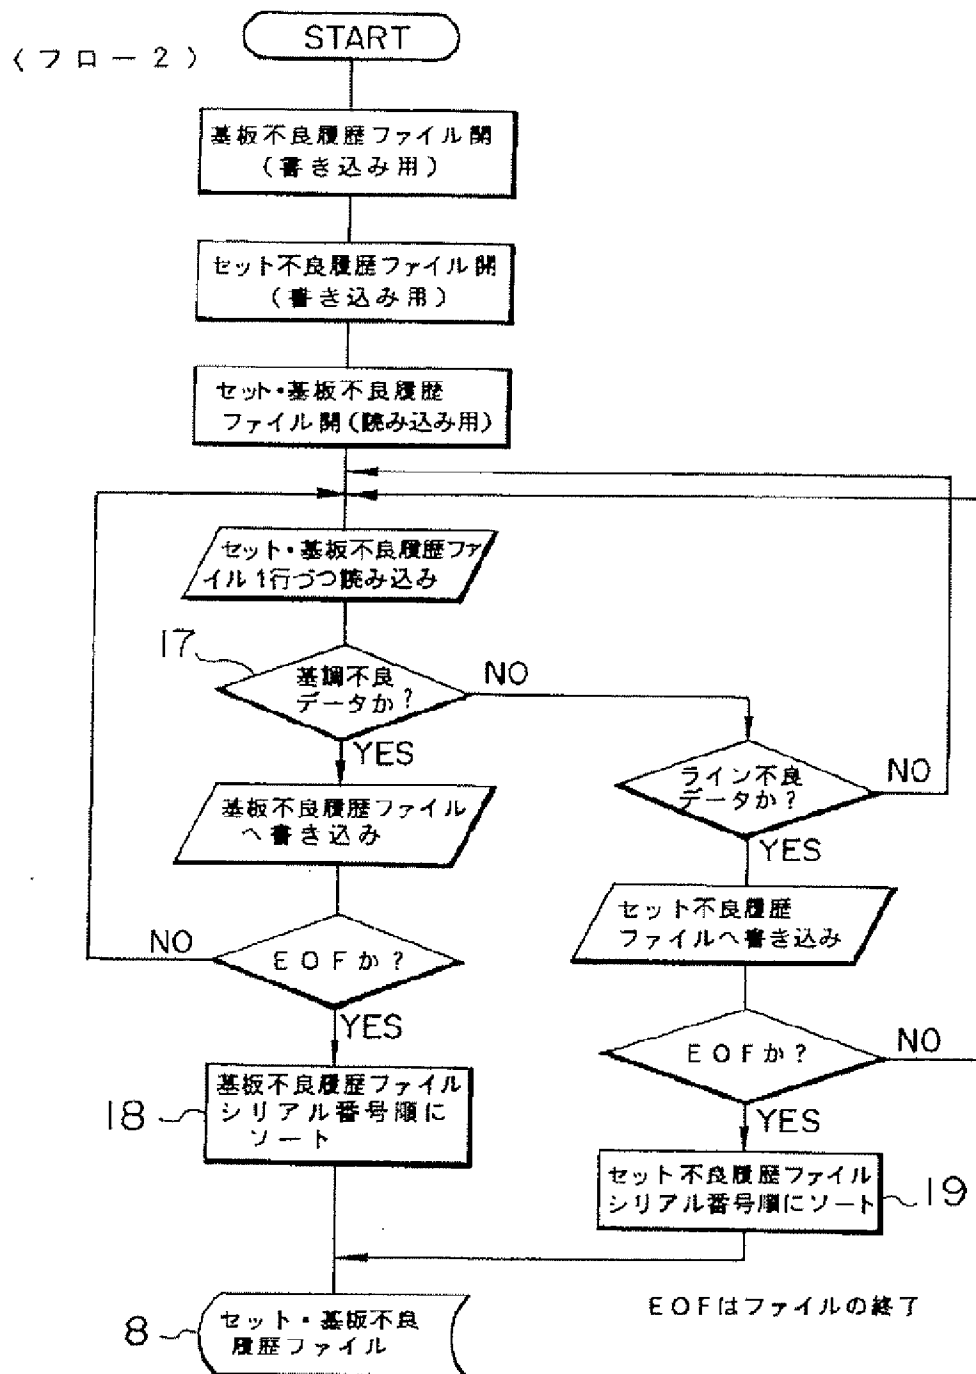 〈フロー2〉
START
基板不良履歴ファイル開
(書き込み用)
セット不良履歴ファイル開
(書き込み用)
セット・基板不良履歴
ファイル開(読み込み用)
セット・基板不良履歴ファ
イル1行づつ読み込み
17
基調不良
データか?
NO
YES
ライン不良
データか?
NO
YES
基板不良履歴ファイル
へ書き込み
セット不良履歴
ファイルへ書き込み
NO
EOFか?
YES
EOFか?
NO
YES
18
基板不良履歴ファイル
シリアル番号順に
ソート
セット不良履歴ファイル
シリアル番号順にソート
19
8
セット・基板不良
履歴ファイル
EOFはファイルの終了